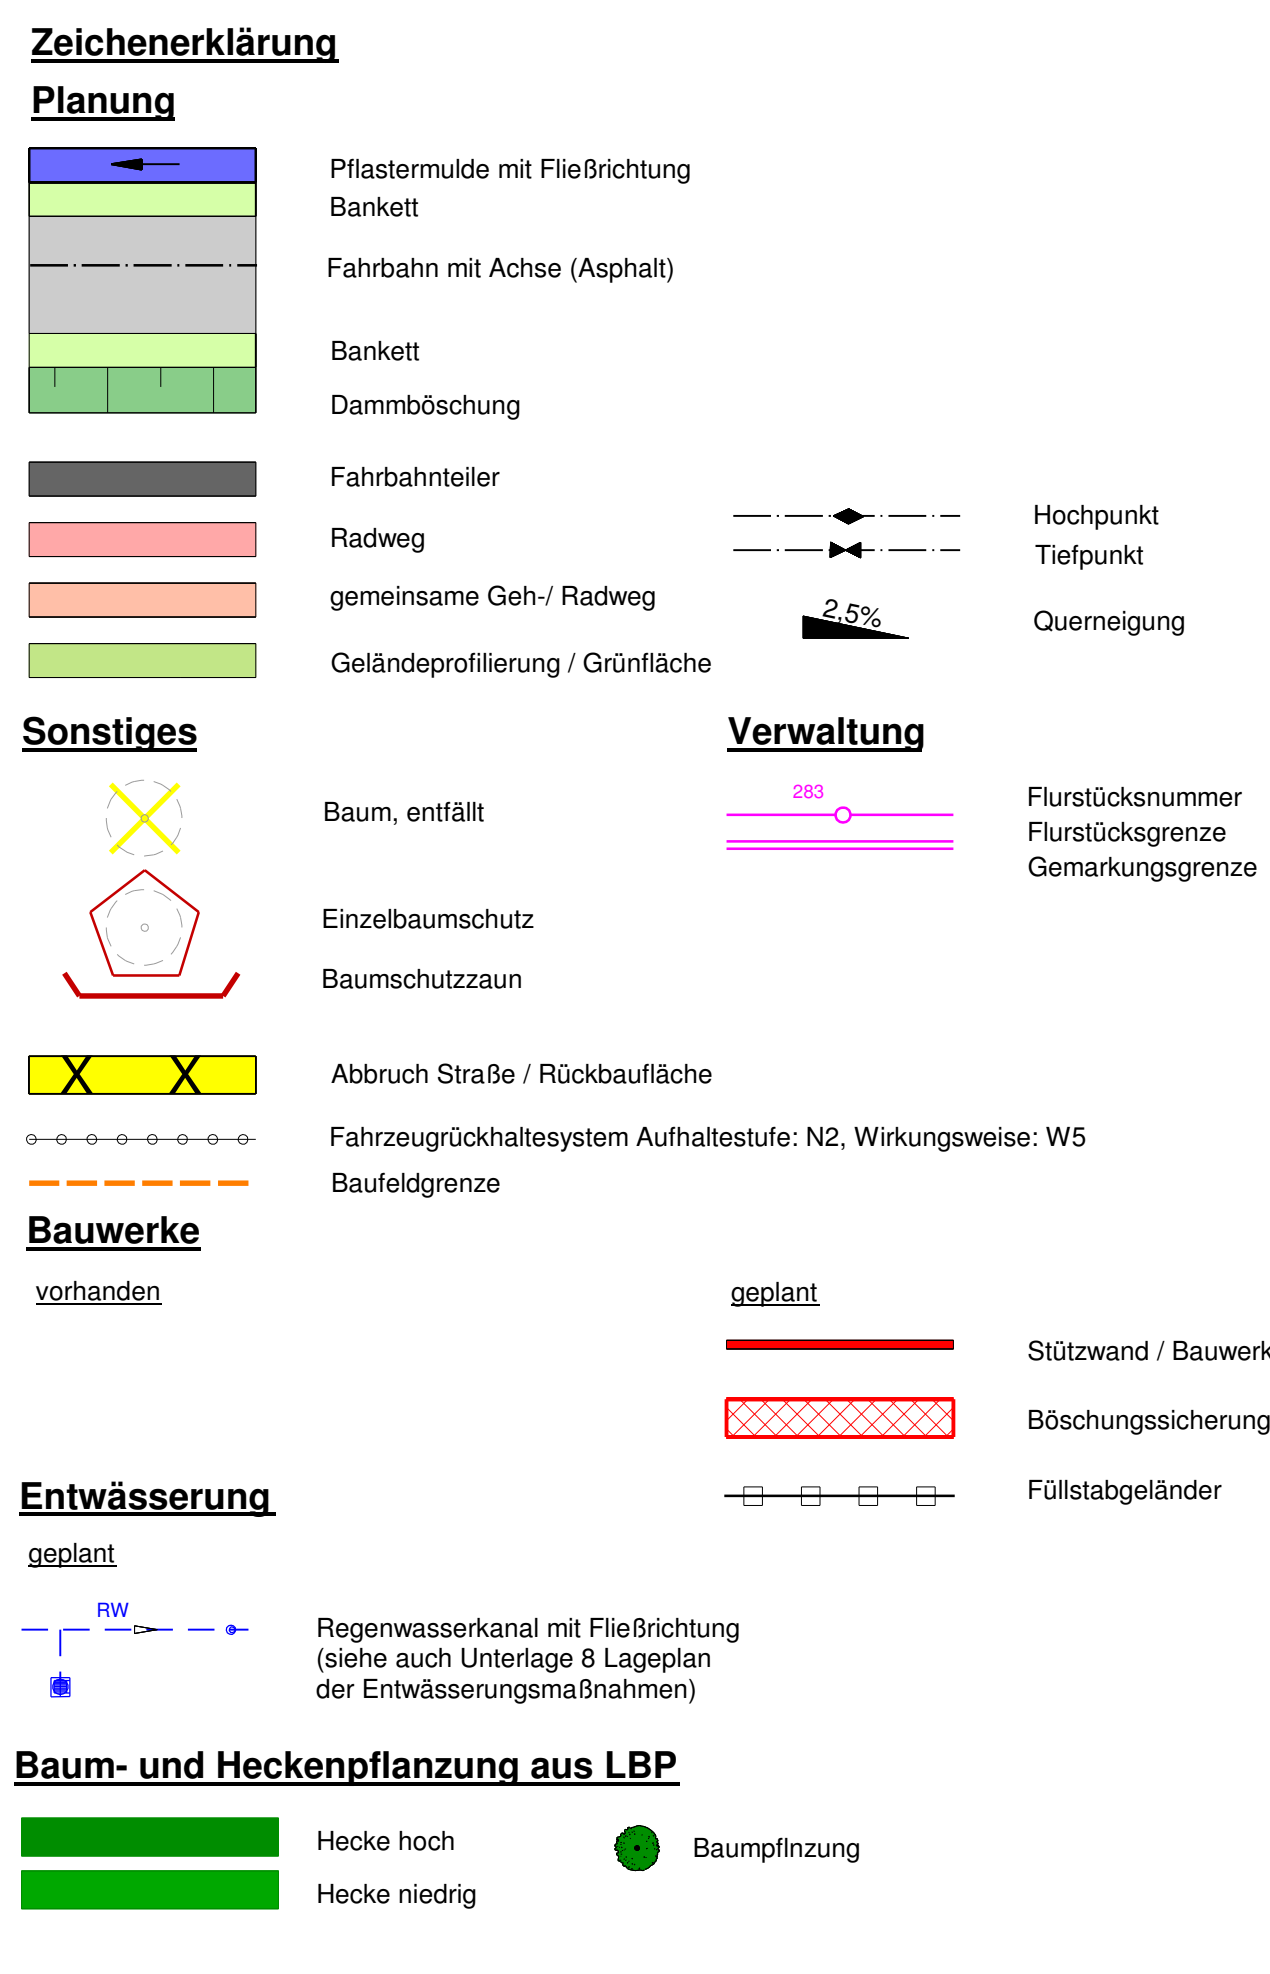 Zeichenerklärung
Planung
Pflastermulde mit Fließrichtung
Bankett
Fahrbahn mit Achse (Asphalt)
Bankett
Dammböschung
Fahrbahnteiler
Radweg
gemeinsame Geh-/ Radweg
Geländeprofilierung / Grünfläche
Hochpunkt
Tiefpunkt
2,5%
Querneigung
Sonstiges
Baum, entfällt
Einzelbaumschutz
Baumschutzzaun
Abbruch Straße / Rückbaufläche
Fahrzeugrückhaltesystem Aufhaltestufe: N2, Wirkungsweise: W5
Baufeldgrenze
Verwaltung
283
Flurstücksnummer
Flurstücksgrenze
Gemarkungsgrenze
Bauwerke
vorhanden
geplant
Stützwand / Bauwerk
Böschungssicherung
Füllstabgeländer
Entwässerung
geplant
RW
Regenwasserkanal mit Fließrichtung
(siehe auch Unterlage 8 Lageplan
der Entwässerungsmaßnahmen)
Baum- und Heckenpflanzung aus LBP
Hecke hoch
Baumpflnzung
Hecke niedrig